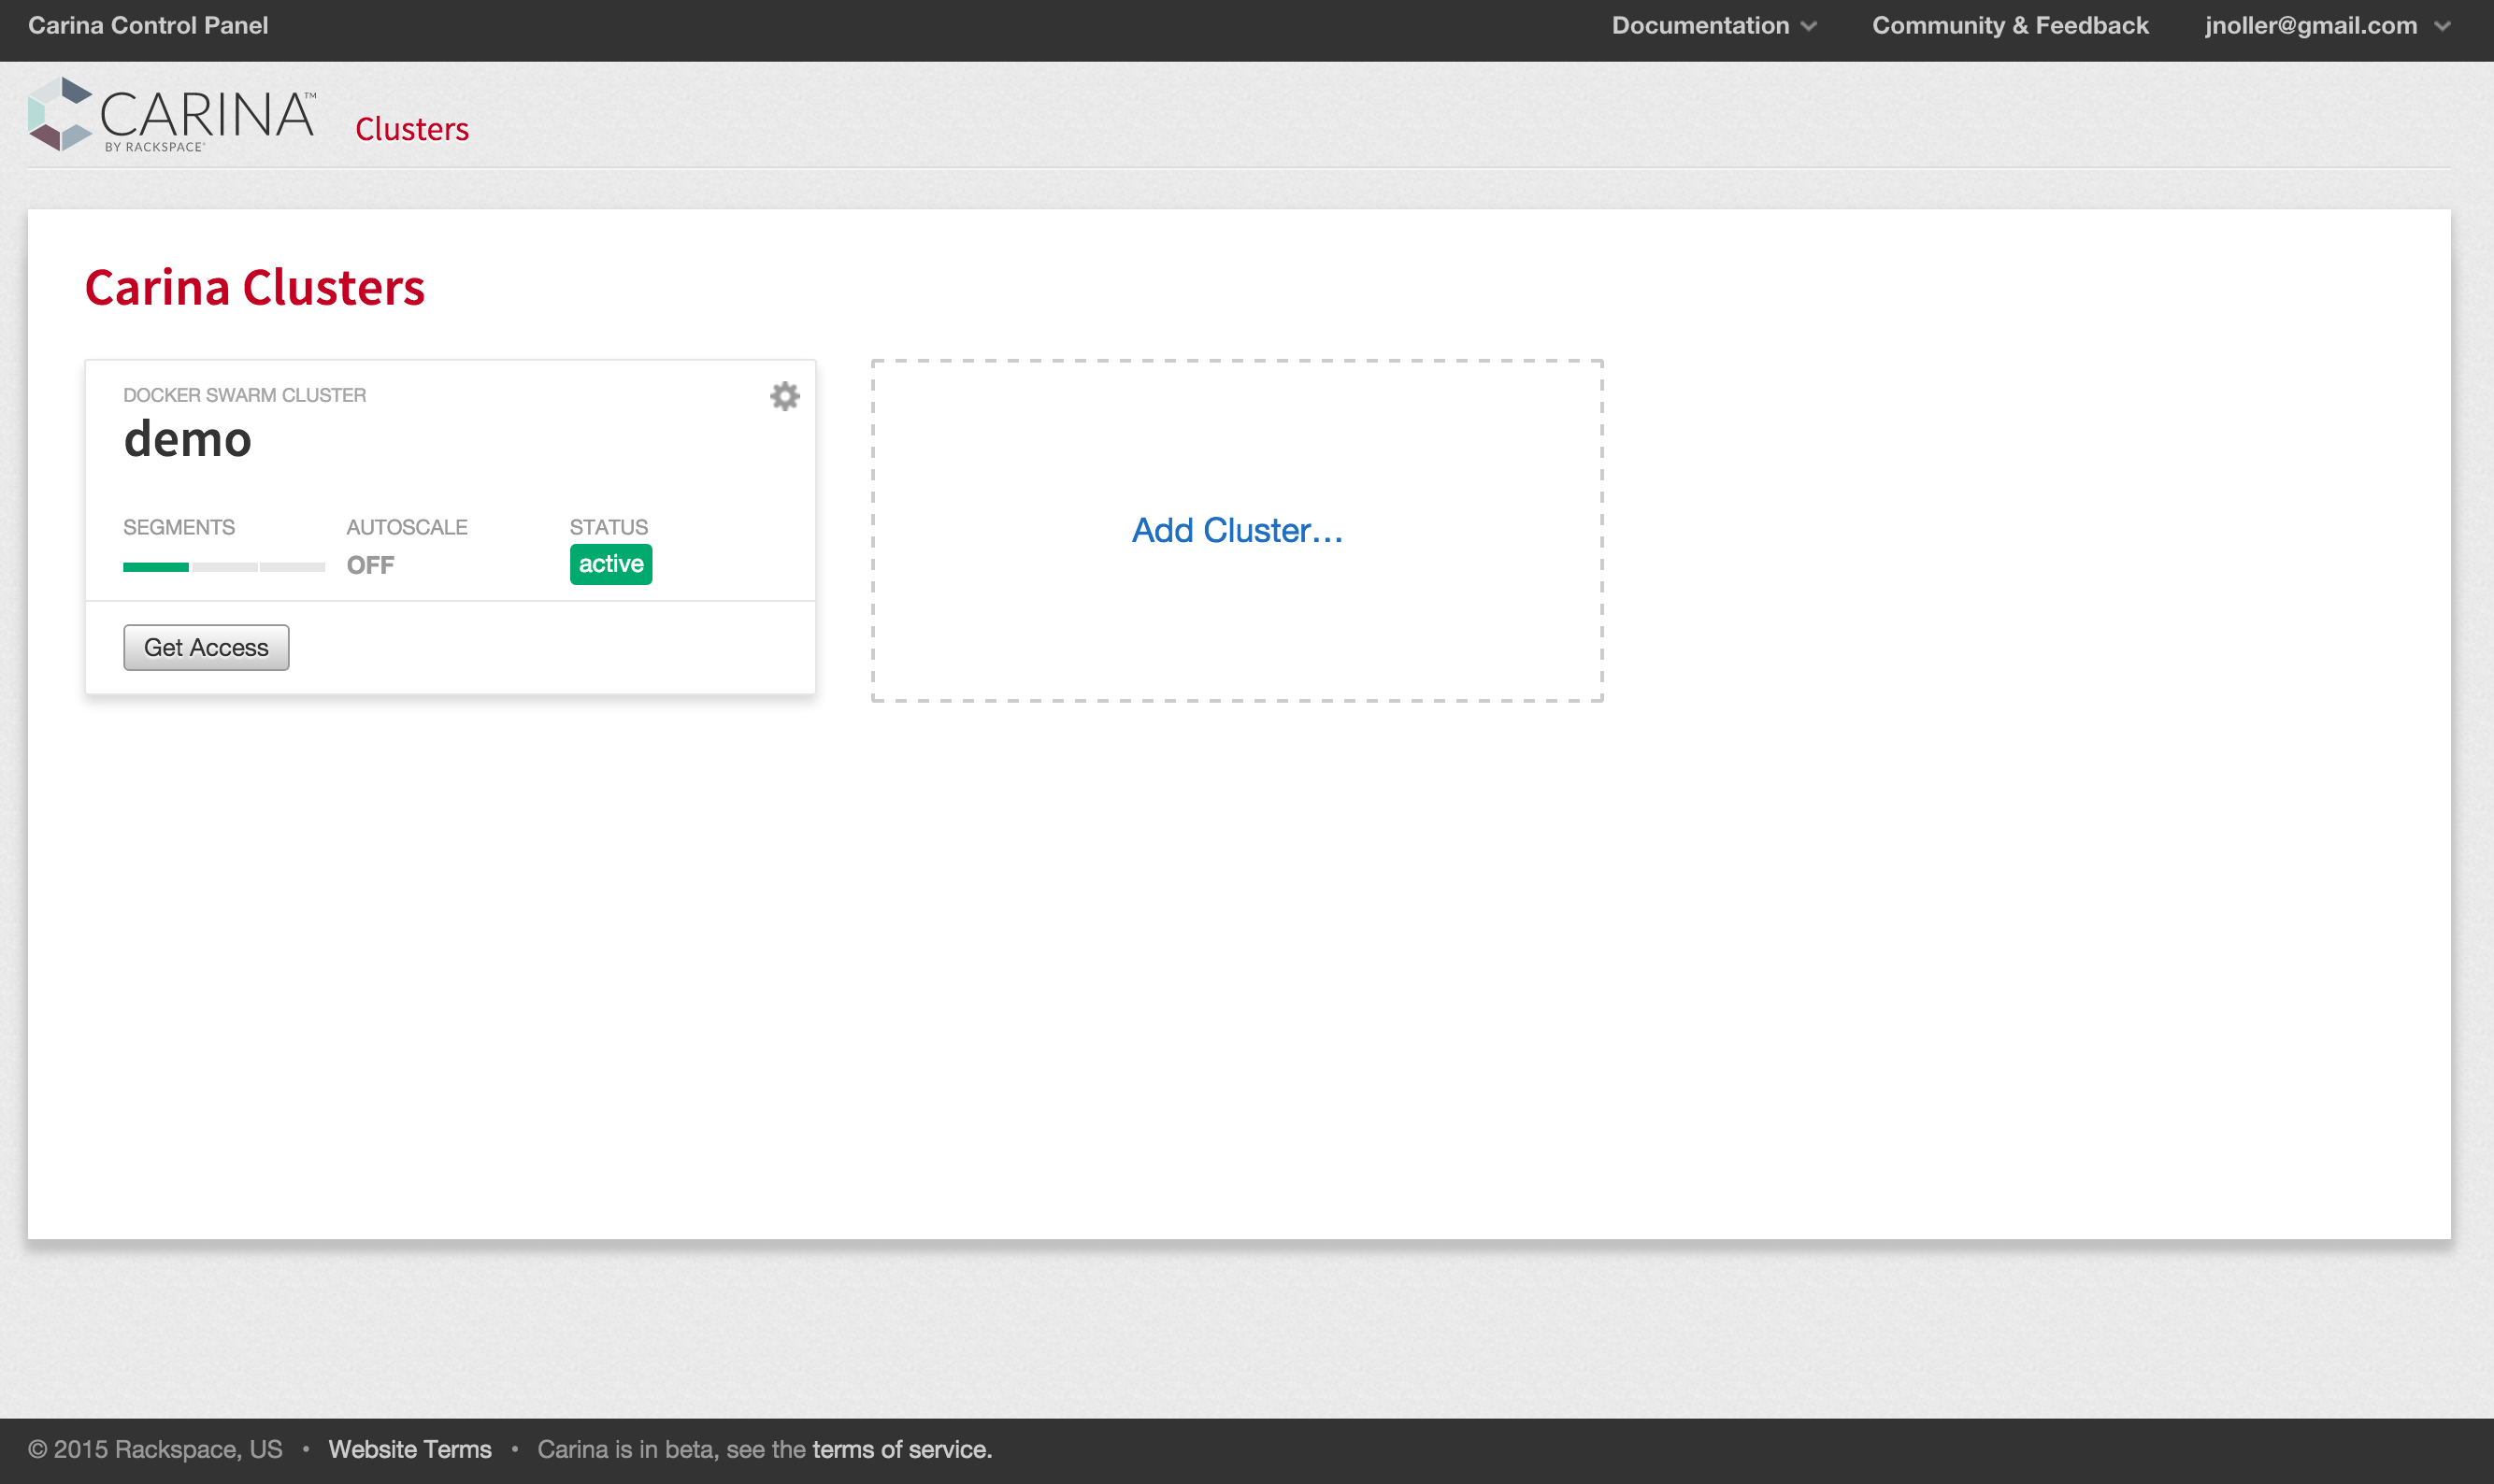 Carina Control Panel
Documentation
Community & Feedback
jnoller@gmail.com
CARINA™
BY RACKSPACE®
Clusters
Carina Clusters
DOCKER SWARM CLUSTER
demo
SEGMENTS
AUTOSCALE
STATUS
OFF
active
Get Access
Add Cluster...
© 2015 Rackspace, US • Website Terms • Carina is in beta, see the terms of service.